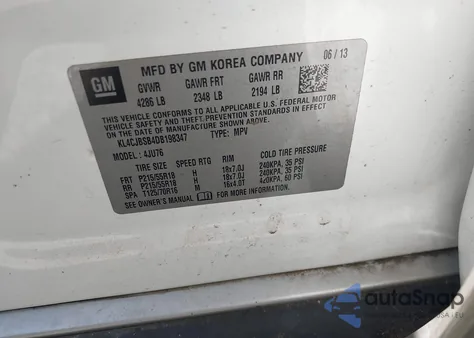 GM
MFD BY GM KOREA COMPANY 06/13
GVWR GAWR FRT GAWR RR
4286 LB 2348 LB 2194 LB
THIS VEHICLE CONFORMS TO ALL APPLICABLE U.S. FEDERAL MOTOR
VEHICLE SAFETY, BUMPER, AND THEFT PREVENTION STANDARDS IN
EFFECT ON THE DATE OF MANUFACTURE SHOWN ABOVE.
KL4CJBSB4DB198347 TYPE: MPV
MODEL: 4JU76
TIRE SIZE SPEED RIM COLD TIRE PRESSURE
FRT P215/55R18 - H 18x7.0J 240KPA, 35 PSI
RR P215/55R18 - H 18x7.0J 240KPA, 35 PSI
SPA T125/70R16 M 16x4.0T 420KPA, 60 PSI
SEE OWNER'S MANUAL FOR MORE INFORMATION.
autoSnap